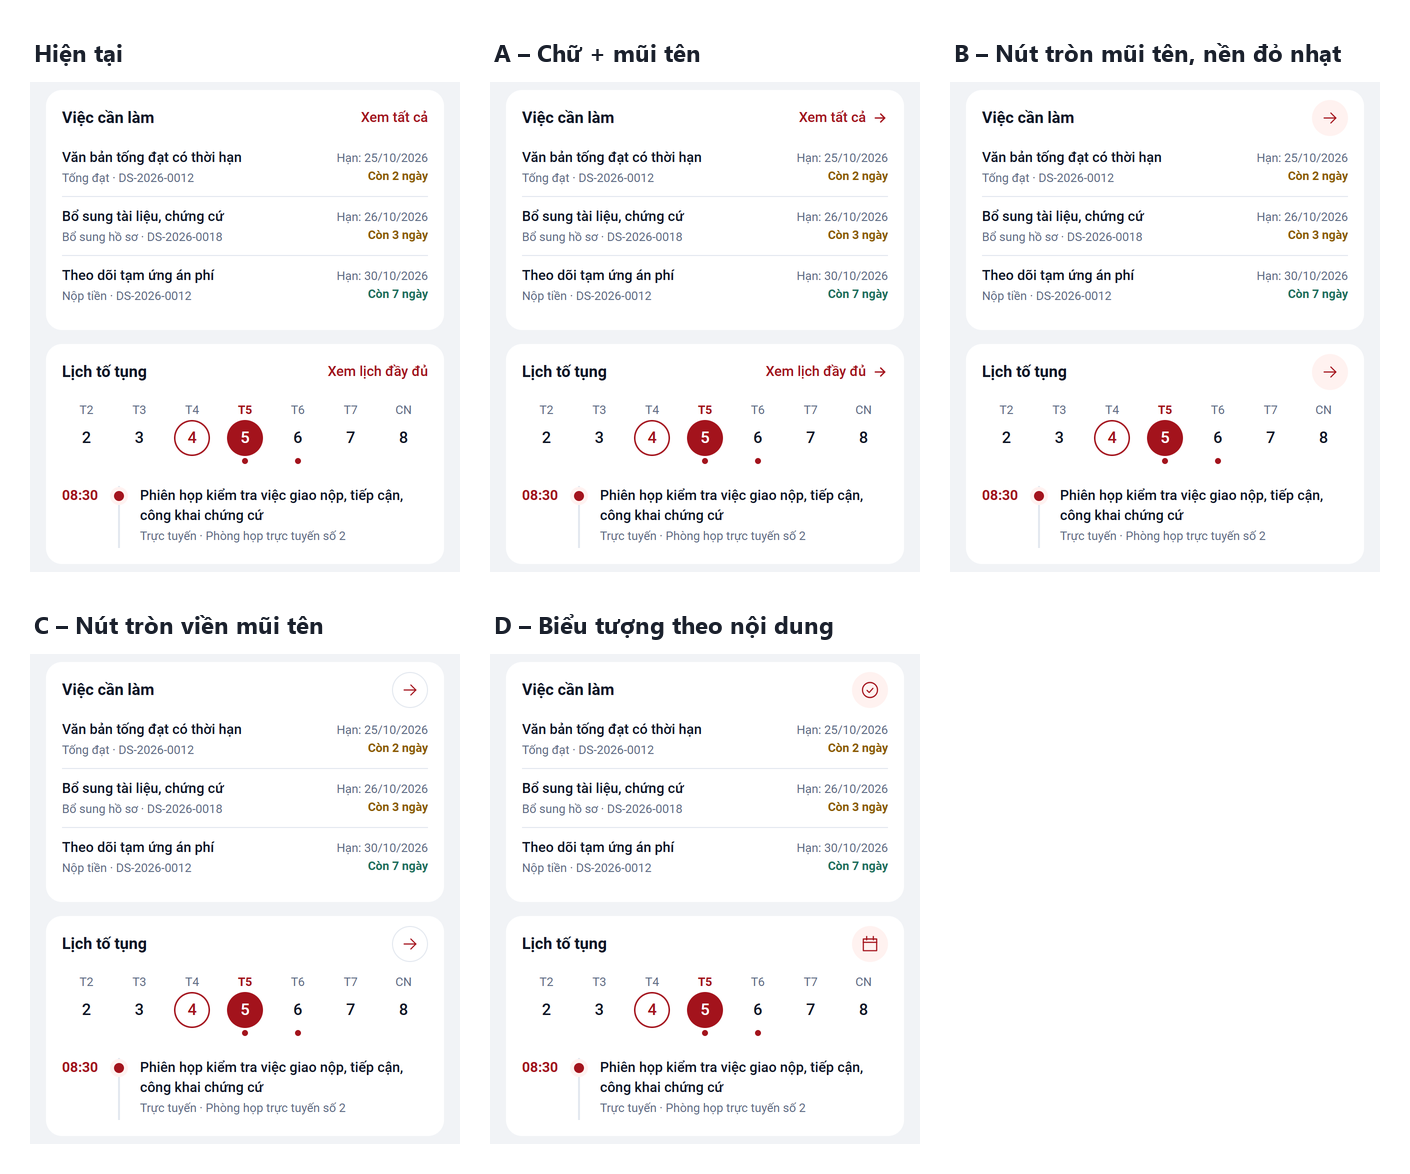 Hiện tại
Việc cần làm
Xem tất cả
Văn bản tống đạt có thời hạn
Hạn: 25/10/2026
Tống đạt · DS-2026-0012
Còn 2 ngày
Bổ sung tài liệu, chứng cứ
Hạn: 26/10/2026
Bổ sung hồ sơ · DS-2026-0018
Còn 3 ngày
Theo dõi tạm ứng án phí
Hạn: 30/10/2026
Nộp tiền · DS-2026-0012
Còn 7 ngày
Lịch tố tụng
Xem lịch đầy đủ
T2 T3 T4 T5 T6 T7 CN
2 3 4 5 6 7 8
08:30
Phiên họp kiểm tra việc giao nộp, tiếp cận,
công khai chứng cứ
Trực tuyến · Phòng họp trực tuyến số 2
A – Chữ + mũi tên
Việc cần làm
Xem tất cả →
Văn bản tống đạt có thời hạn
Hạn: 25/10/2026
Tống đạt · DS-2026-0012
Còn 2 ngày
Bổ sung tài liệu, chứng cứ
Hạn: 26/10/2026
Bổ sung hồ sơ · DS-2026-0018
Còn 3 ngày
Theo dõi tạm ứng án phí
Hạn: 30/10/2026
Nộp tiền · DS-2026-0012
Còn 7 ngày
Lịch tố tụng
Xem lịch đầy đủ →
T2 T3 T4 T5 T6 T7 CN
2 3 4 5 6 7 8
08:30
Phiên họp kiểm tra việc giao nộp, tiếp cận,
công khai chứng cứ
Trực tuyến · Phòng họp trực tuyến số 2
B – Nút tròn mũi tên, nền đỏ nhạt
Việc cần làm
Văn bản tống đạt có thời hạn
Hạn: 25/10/2026
Tống đạt · DS-2026-0012
Còn 2 ngày
Bổ sung tài liệu, chứng cứ
Hạn: 26/10/2026
Bổ sung hồ sơ · DS-2026-0018
Còn 3 ngày
Theo dõi tạm ứng án phí
Hạn: 30/10/2026
Nộp tiền · DS-2026-0012
Còn 7 ngày
Lịch tố tụng
T2 T3 T4 T5 T6 T7 CN
2 3 4 5 6 7 8
08:30
Phiên họp kiểm tra việc giao nộp, tiếp cận,
công khai chứng cứ
Trực tuyến · Phòng họp trực tuyến số 2
C – Nút tròn viền mũi tên
Việc cần làm
Văn bản tống đạt có thời hạn
Hạn: 25/10/2026
Tống đạt · DS-2026-0012
Còn 2 ngày
Bổ sung tài liệu, chứng cứ
Hạn: 26/10/2026
Bổ sung hồ sơ · DS-2026-0018
Còn 3 ngày
Theo dõi tạm ứng án phí
Hạn: 30/10/2026
Nộp tiền · DS-2026-0012
Còn 7 ngày
Lịch tố tụng
T2 T3 T4 T5 T6 T7 CN
2 3 4 5 6 7 8
08:30
Phiên họp kiểm tra việc giao nộp, tiếp cận,
công khai chứng cứ
Trực tuyến · Phòng họp trực tuyến số 2
D – Biểu tượng theo nội dung
Việc cần làm
Văn bản tống đạt có thời hạn
Hạn: 25/10/2026
Tống đạt · DS-2026-0012
Còn 2 ngày
Bổ sung tài liệu, chứng cứ
Hạn: 26/10/2026
Bổ sung hồ sơ · DS-2026-0018
Còn 3 ngày
Theo dõi tạm ứng án phí
Hạn: 30/10/2026
Nộp tiền · DS-2026-0012
Còn 7 ngày
Lịch tố tụng
T2 T3 T4 T5 T6 T7 CN
2 3 4 5 6 7 8
08:30
Phiên họp kiểm tra việc giao nộp, tiếp cận,
công khai chứng cứ
Trực tuyến · Phòng họp trực tuyến số 2